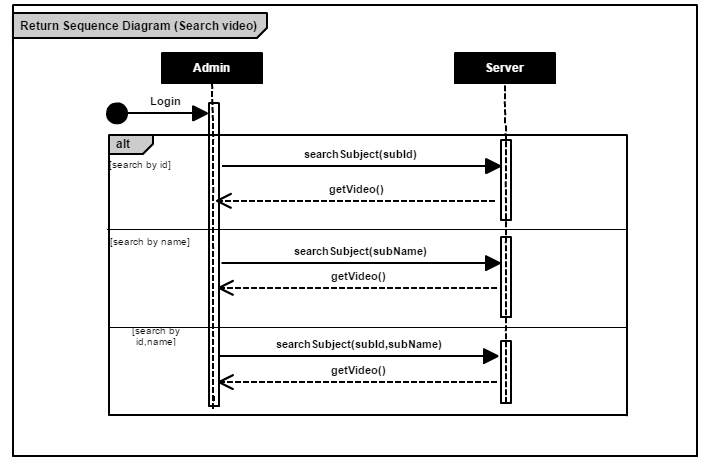 Return Sequence Diagram (Search video)
Admin
Server
Login
alt
[search by id]
searchSubject(subId)
getVideo()
[search by name]
searchSubject(subName)
getVideo()
[search by
id,name]
searchSubject(subId,subName)
getVideo()